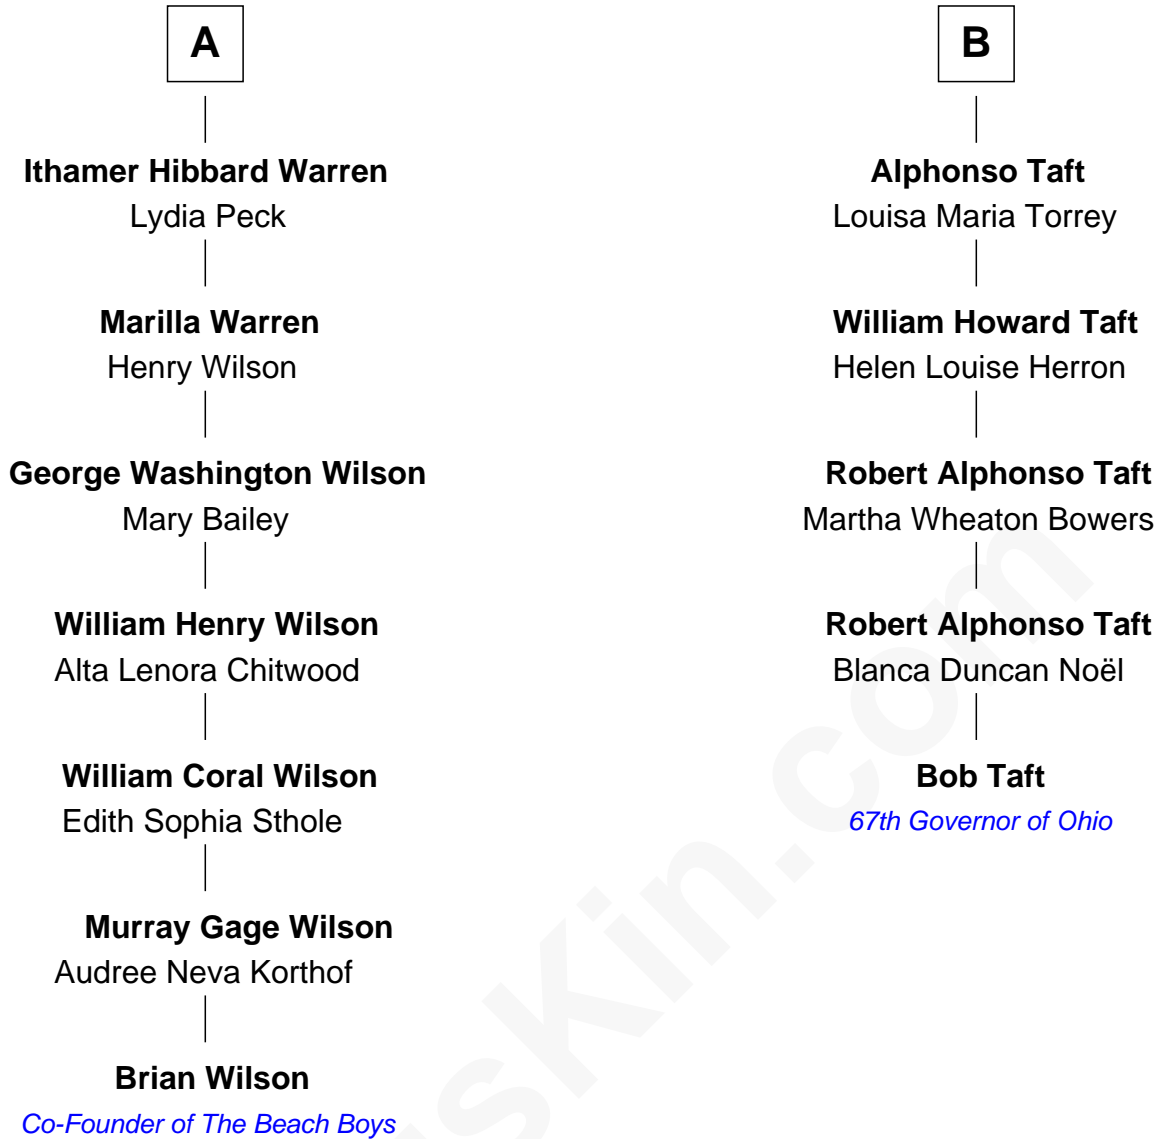 A
Ithamer Hibbard Warren
Lydia Peck
Marilla Warren
Henry Wilson
George Washington Wilson
Mary Bailey
William Henry Wilson
Alta Lenora Chitwood
William Coral Wilson
Edith Sophia Sthole
Murray Gage Wilson
Audree Neva Korthof
Brian Wilson
Co-Founder of The Beach Boys
B
Alphonso Taft
Louisa Maria Torrey
William Howard Taft
Helen Louise Herron
Robert Alphonso Taft
Martha Wheaton Bowers
Robert Alphonso Taft
Blanca Duncan Noël
Bob Taft
67th Governor of Ohio